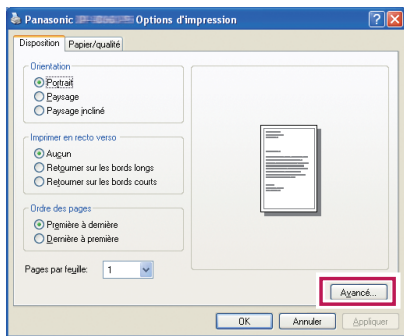 Panasonic Options d'impression
Disposition
Papier/qualité
Orientation
Portrait
Paysage
Paysage incliné
Imprimer en recto verso
Aucun
Retourner sur les bords longs
Retourner sur les bords courts
Ordre des pages
Première à dernière
Dernière à première
Pages par feuille:
1
Avancé...
OK
Annuler
Appliquer